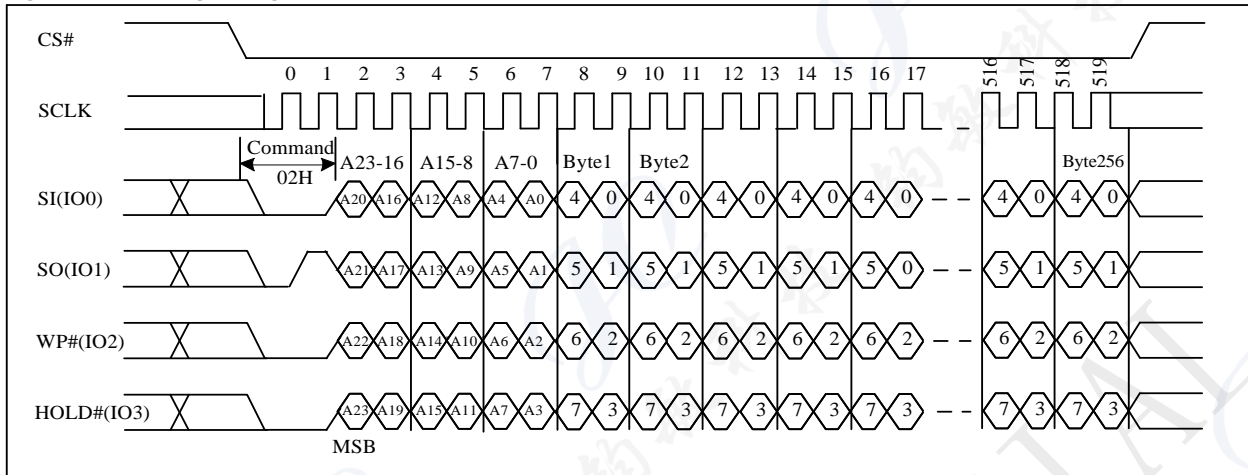 CS#
0 1 2 3 4 5 6 7 8 9 10 11 12 13 14 15 16 17 516 517 518 519
SCLK
Command
02H
A23-16 A15-8 A7-0 Byte1 Byte2 Byte256
SI(IO0) A20 A16 A12 A8 A4 A0 4 0 4 0 4 0 4 0 4 0 4 0 4 0
SO(IO1) A21 A17 A13 A9 A5 A1 5 1 5 1 5 1 5 1 5 0 5 1 5 1
WP#(IO2) A22 A18 A14 A10 A6 A2 6 2 6 2 6 2 6 2 6 2 6 2 6 2
HOLD#(IO3) A23 A19 A15 A11 A7 A3 7 3 7 3 7 3 7 3 7 3 7 3 7 3
MSB